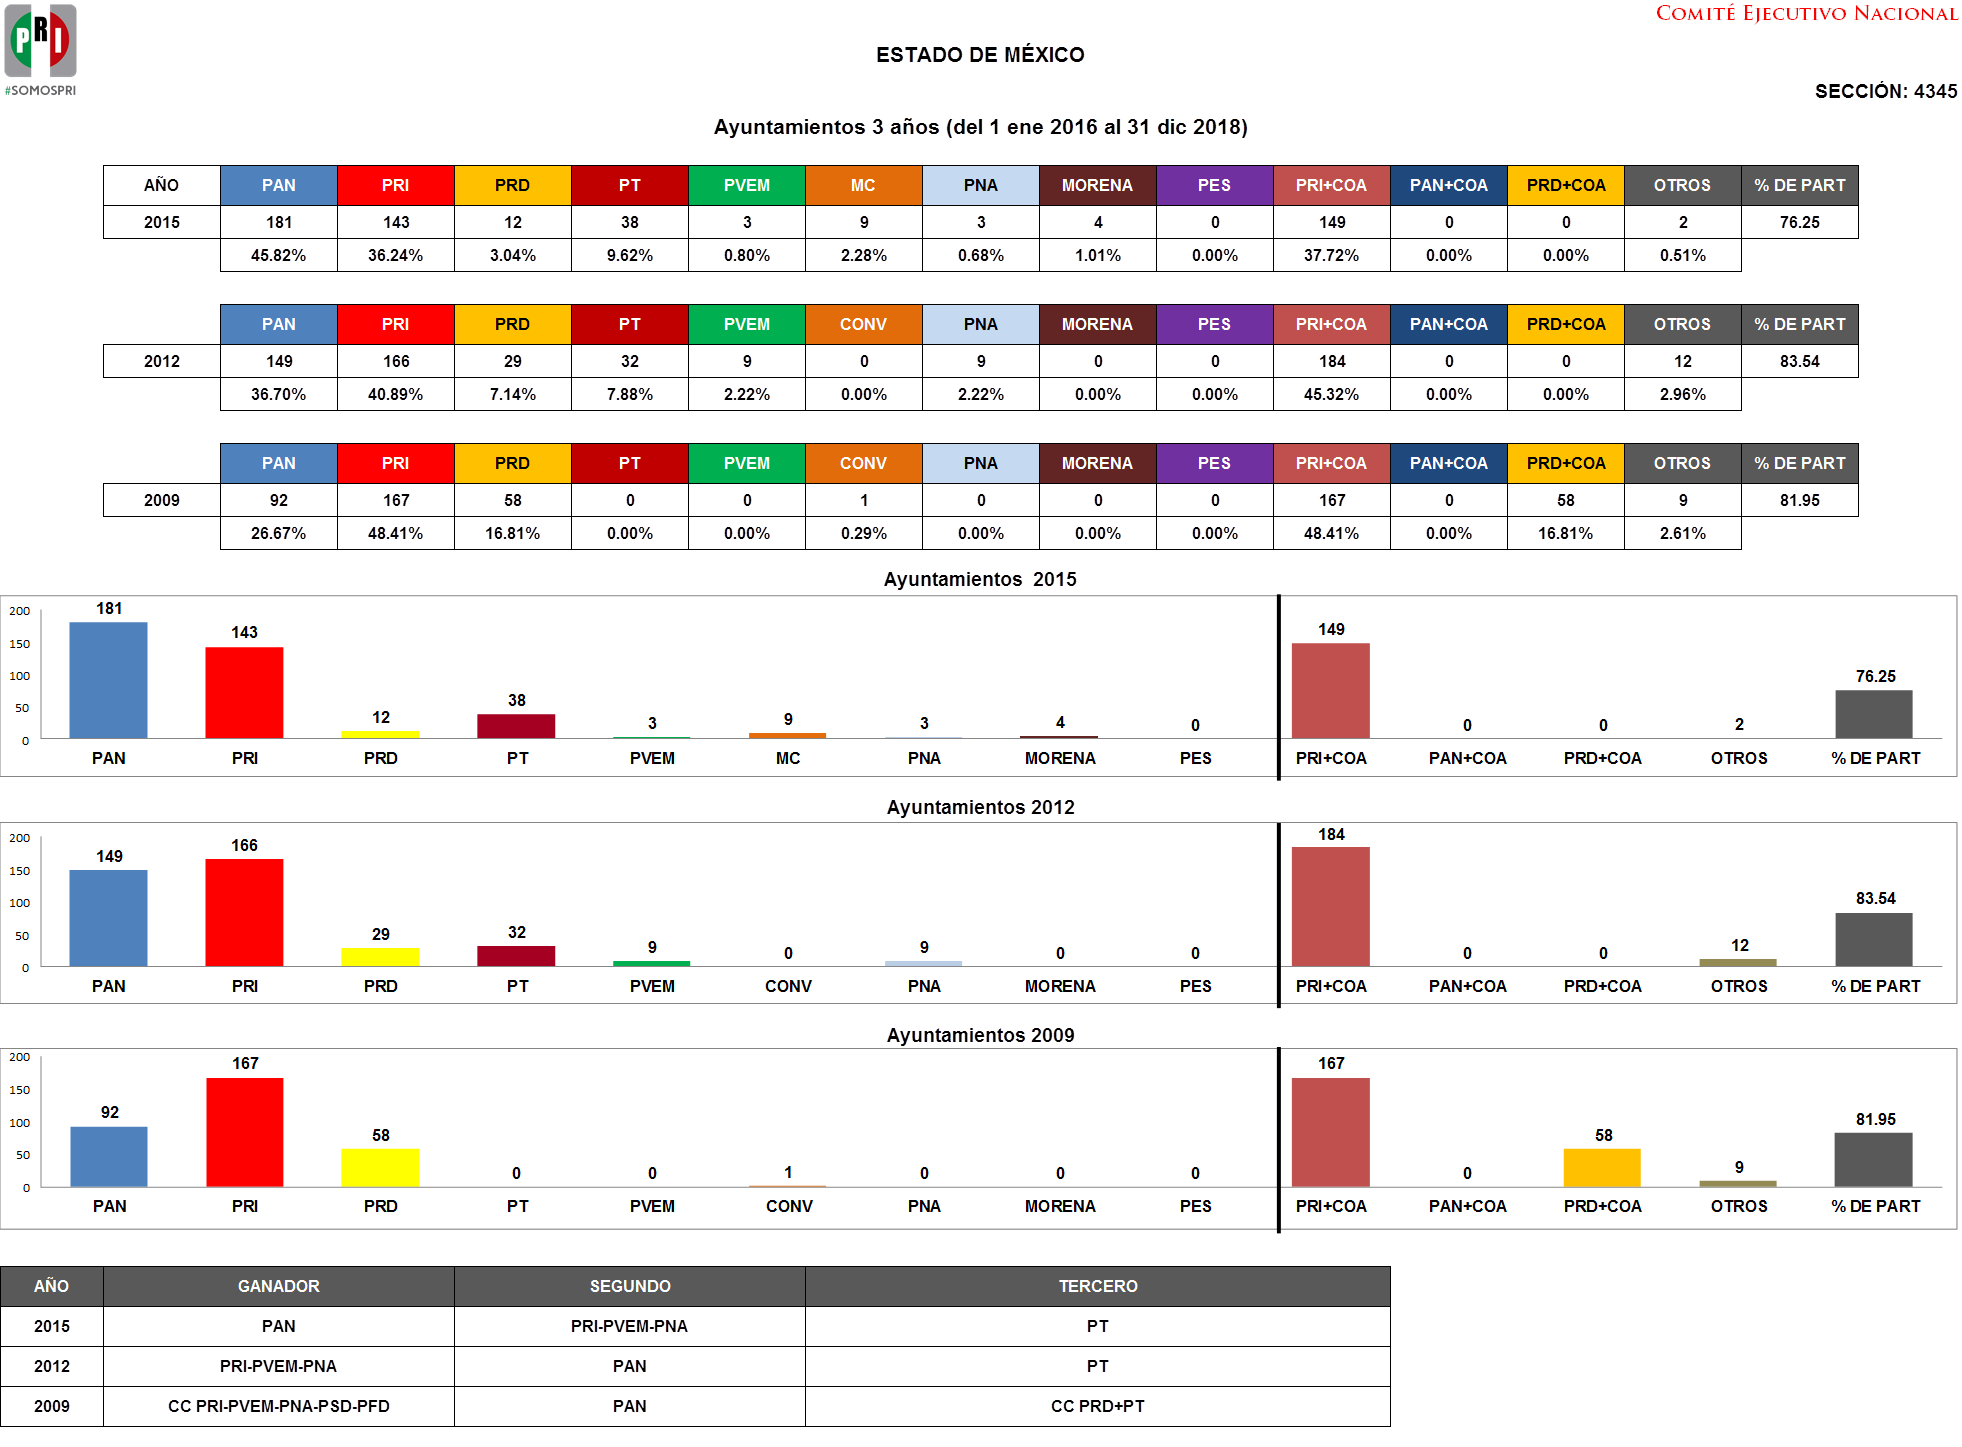 PRI
#SOMOSPRI
COMITÉ EJECUTIVO NACIONAL
ESTADO DE MÉXICO
SECCIÓN: 4345
Ayuntamientos 3 años (del 1 ene 2016 al 31 dic 2018)
AÑO PAN PRI PRD PT PVEM MC PNA MORENA PES PRI+COA PAN+COA PRD+COA OTROS % DE PART
2015 181 143 12 38 3 9 3 4 0 149 0 0 2 76.25
45.82% 36.24% 3.04% 9.62% 0.80% 2.28% 0.68% 1.01% 0.00% 37.72% 0.00% 0.00% 0.51%
PAN PRI PRD PT PVEM CONV PNA MORENA PES PRI+COA PAN+COA PRD+COA OTROS % DE PART
2012 149 166 29 32 9 0 9 0 0 184 0 0 12 83.54
36.70% 40.89% 7.14% 7.88% 2.22% 0.00% 2.22% 0.00% 0.00% 45.32% 0.00% 0.00% 2.96%
PAN PRI PRD PT PVEM CONV PNA MORENA PES PRI+COA PAN+COA PRD+COA OTROS % DE PART
2009 92 167 58 0 0 1 0 0 0 167 0 58 9 81.95
26.67% 48.41% 16.81% 0.00% 0.00% 0.29% 0.00% 0.00% 0.00% 48.41% 0.00% 16.81% 2.61%
Ayuntamientos 2015
200
150
100
50
0
181 143 12 38 3 9 3 4 0 149 0 0 2 76.25
PAN PRI PRD PT PVEM MC PNA MORENA PES PRI+COA PAN+COA PRD+COA OTROS % DE PART
Ayuntamientos 2012
200
150
100
50
0
149 166 29 32 9 0 9 0 0 184 0 0 12 83.54
PAN PRI PRD PT PVEM CONV PNA MORENA PES PRI+COA PAN+COA PRD+COA OTROS % DE PART
Ayuntamientos 2009
200
150
100
50
0
92 167 58 0 0 1 0 0 0 167 0 58 9 81.95
PAN PRI PRD PT PVEM CONV PNA MORENA PES PRI+COA PAN+COA PRD+COA OTROS % DE PART
AÑO GANADOR SEGUNDO TERCERO
2015 PAN PRI-PVEM-PNA PT
2012 PRI-PVEM-PNA PAN PT
2009 CC PRI-PVEM-PNA-PSD-PFD PAN CC PRD+PT